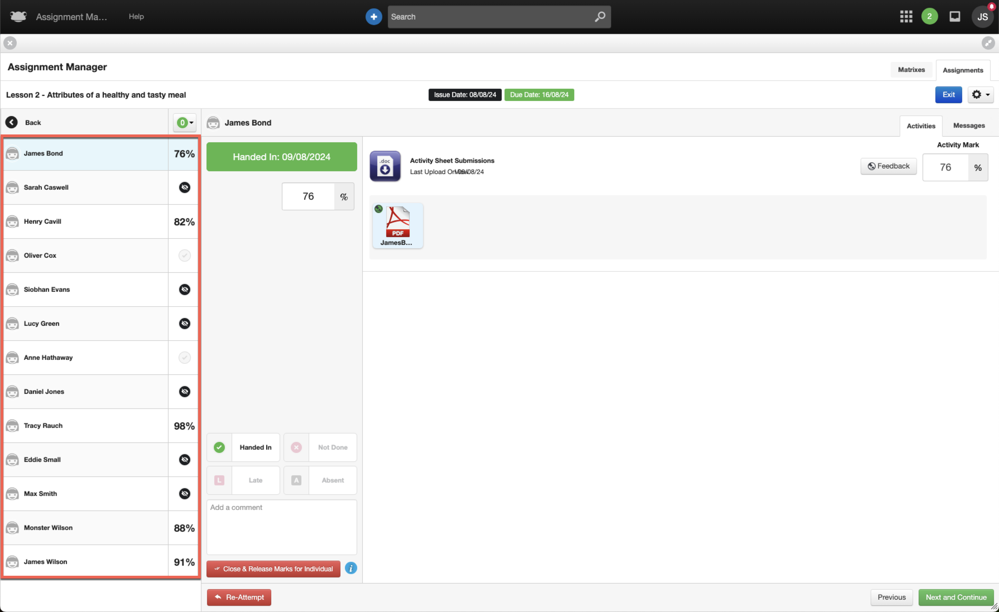 Assignment Ma...
Help
Search
2
JS
Assignment Manager
Matrixes
Assignments
Lesson 2 - Attributes of a healthy and tasty meal
Issue Date: 08/08/24
Due Date: 16/08/24
Exit
Back
0
James Bond
Activities
Messages
James Bond
76%
Sarah Caswell
Henry Cavill
82%
Oliver Cox
Siobhan Evans
Lucy Green
Anne Hathaway
Daniel Jones
Tracy Rauch
98%
Eddie Small
Max Smith
Monster Wilson
88%
James Wilson
91%
Handed In: 09/08/2024
76
%
Handed In
Not Done
L
Late
A
Absent
Add a comment
Close & Release Marks for Individual
i
Re-Attempt
.doc
Activity Sheet Submissions
Last Upload On 09/08/24
Activity Mark
Feedback
76
%
PDF
JamesB...
Previous
Next and Continue